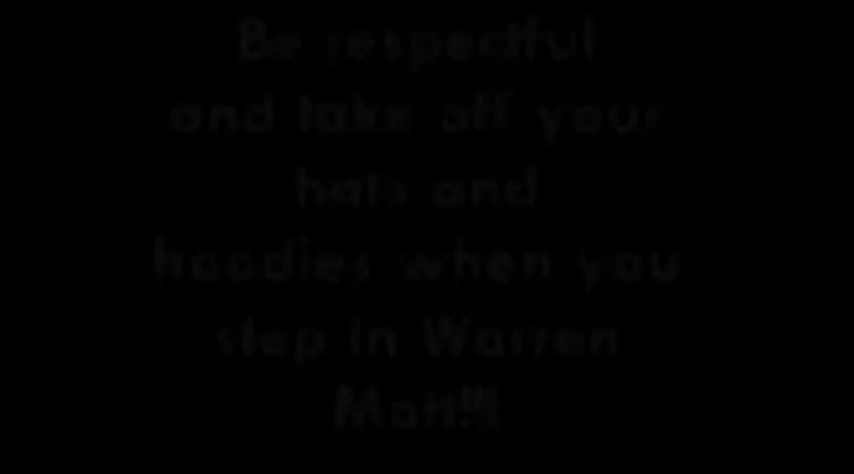 Be respectful
and take off your
hats and
hoodies when you
step in Warren
Mott!!!